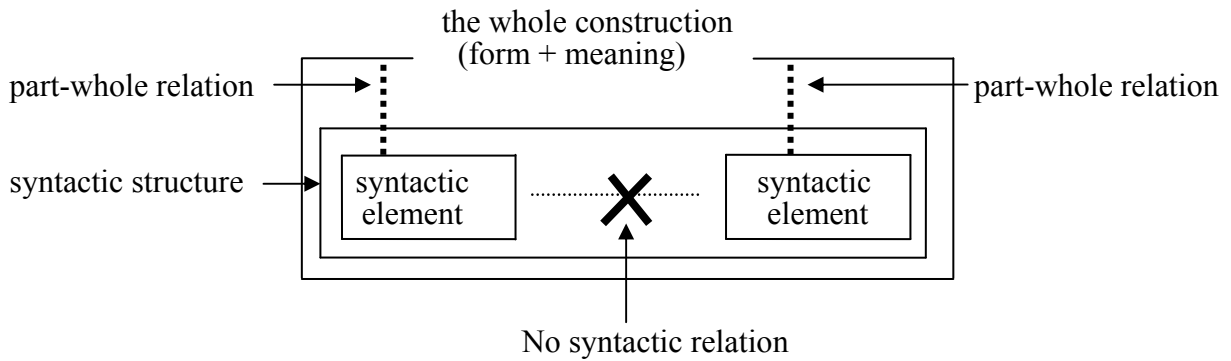 the whole construction
(form + meaning)
part-whole relation
part-whole relation
syntactic structure
syntactic
element
syntactic
element
No syntactic relation